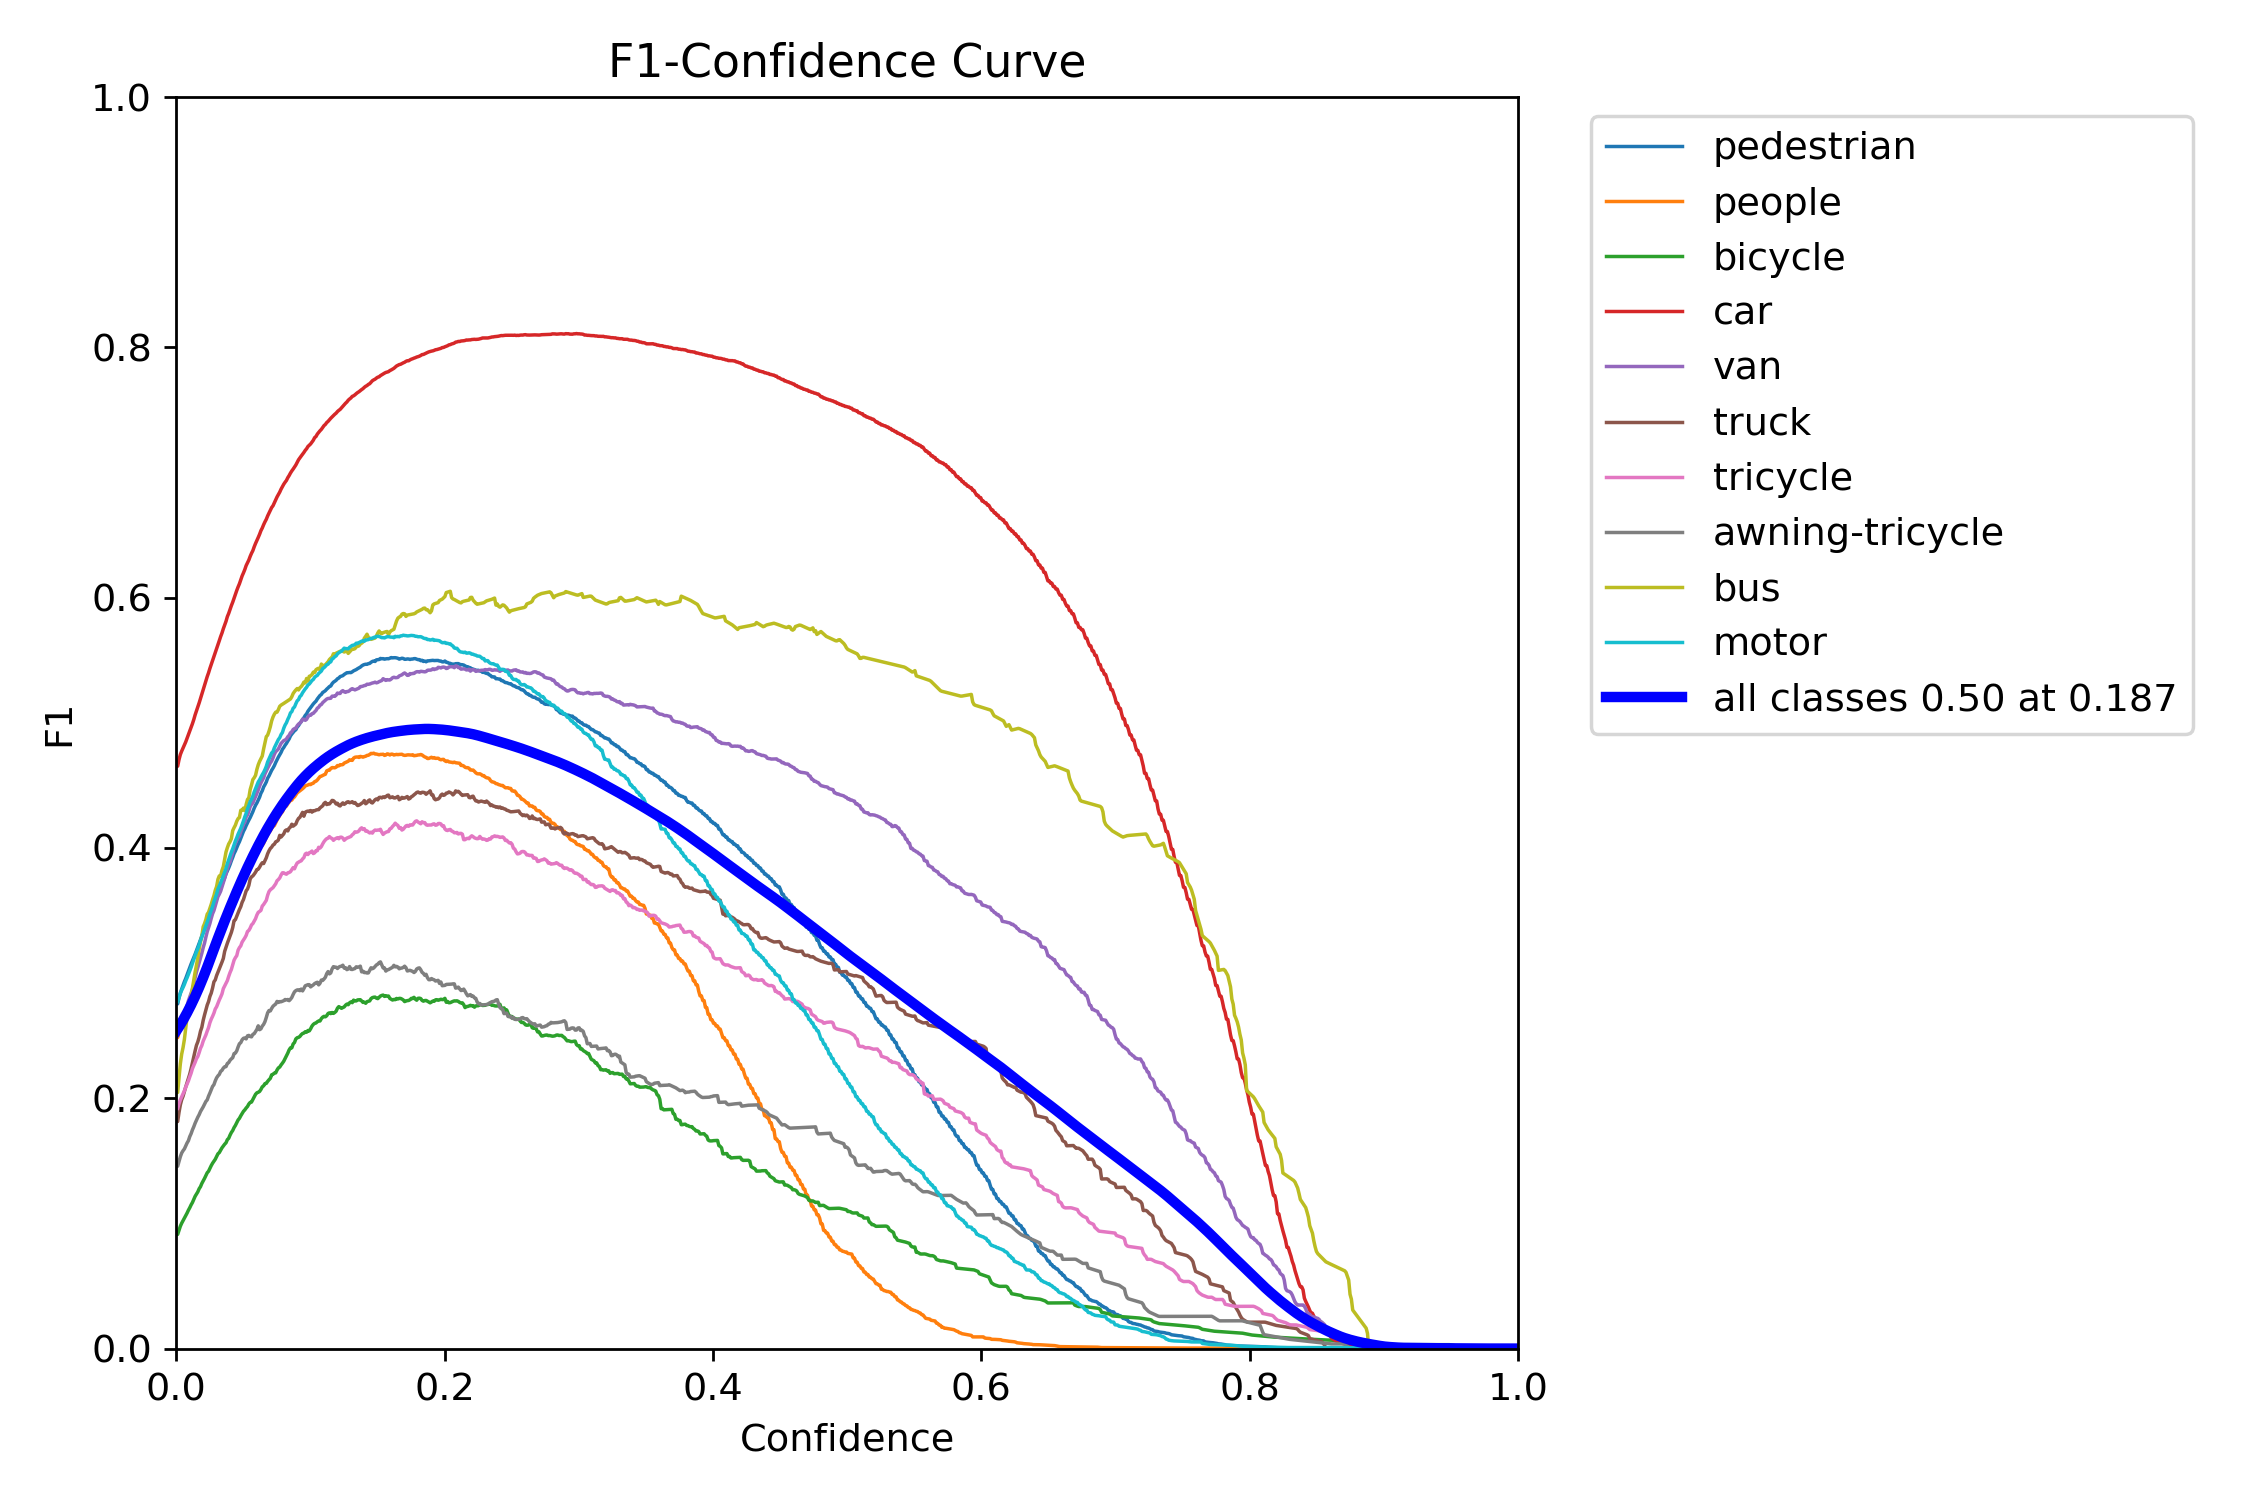 F1-Confidence Curve
1.0
0.8
0.6
0.4
0.2
0.0
F1
0.0 0.2 0.4 0.6 0.8 1.0
Confidence
pedestrian
people
bicycle
car
van
truck
tricycle
awning-tricycle
bus
motor
all classes 0.50 at 0.187